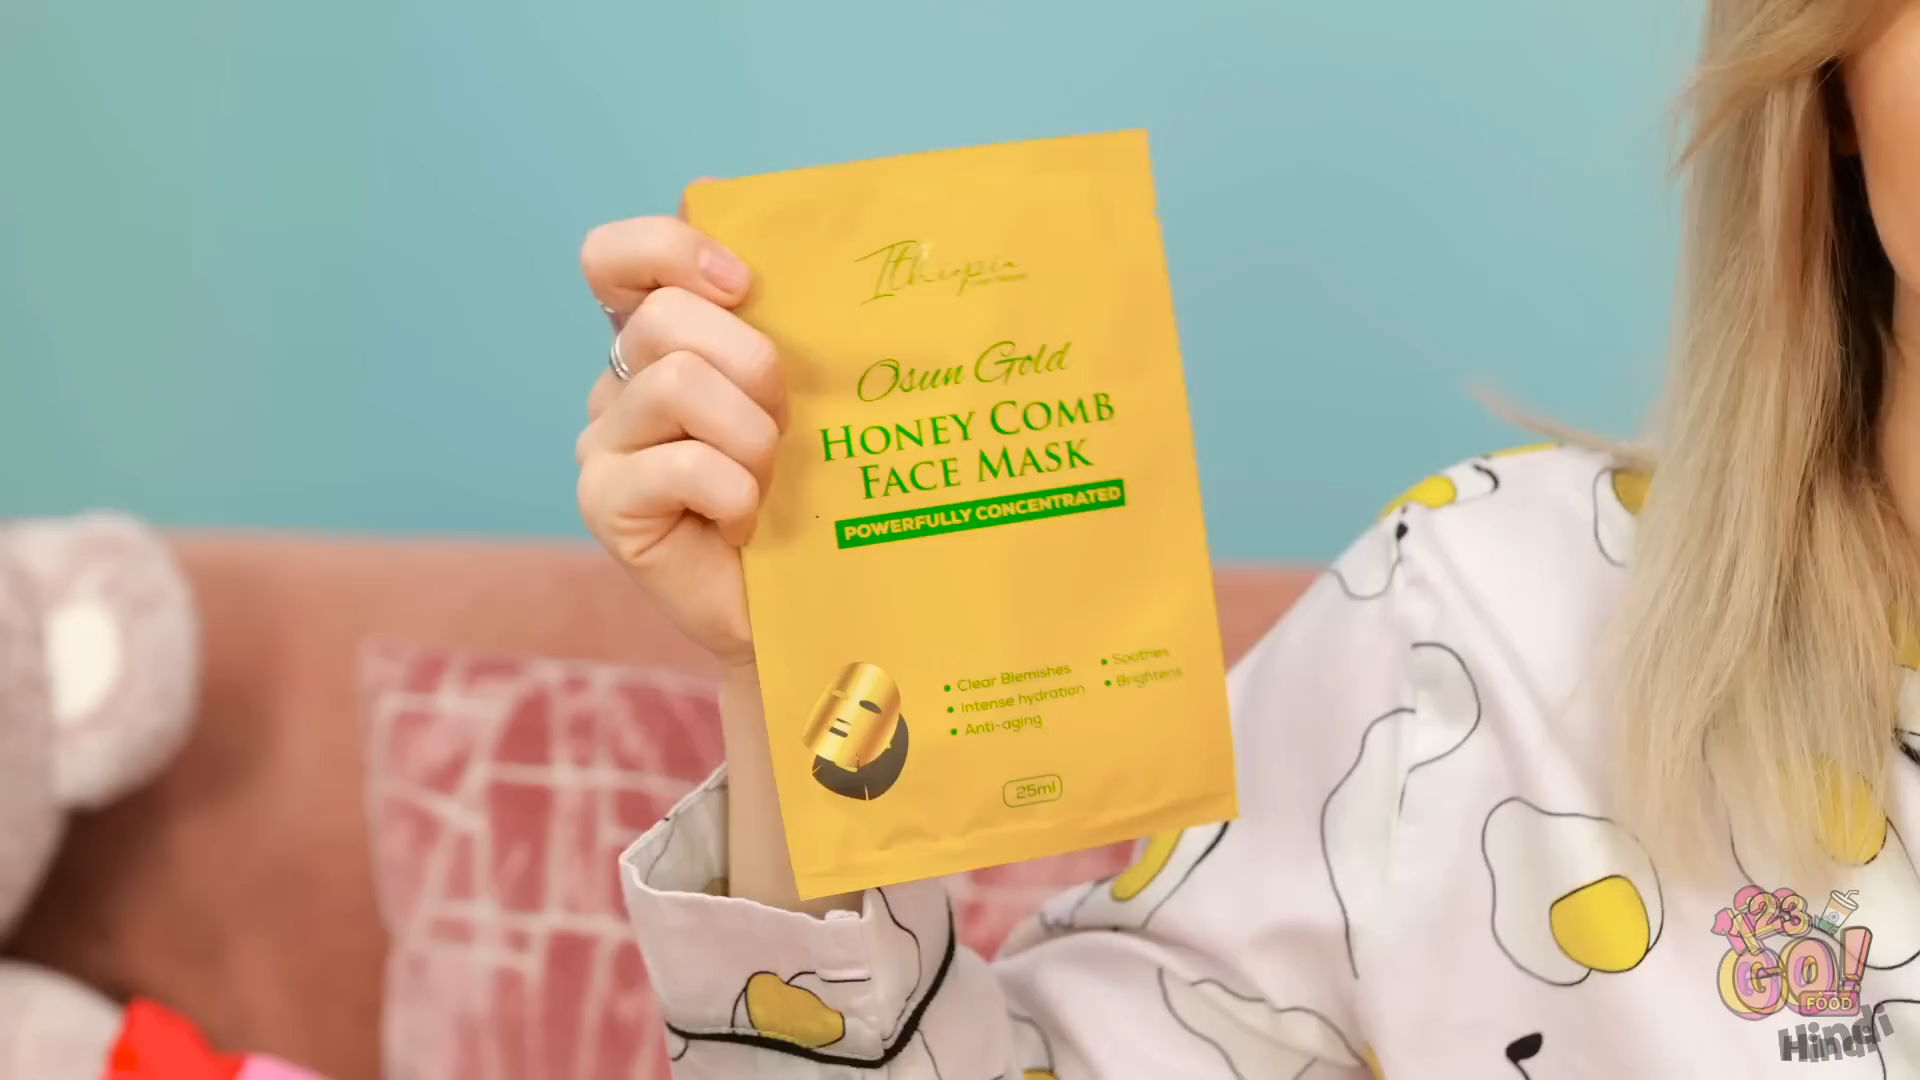 Ithiopia
Osun Gold
HONEY COMB
FACE MASK
POWERFULLY CONCENTRATED
• Clear Blemishes
• Intense hydration
• Anti-aging
• Soothes
• Brightens
25ml
123
GO!
FOOD
Hindi